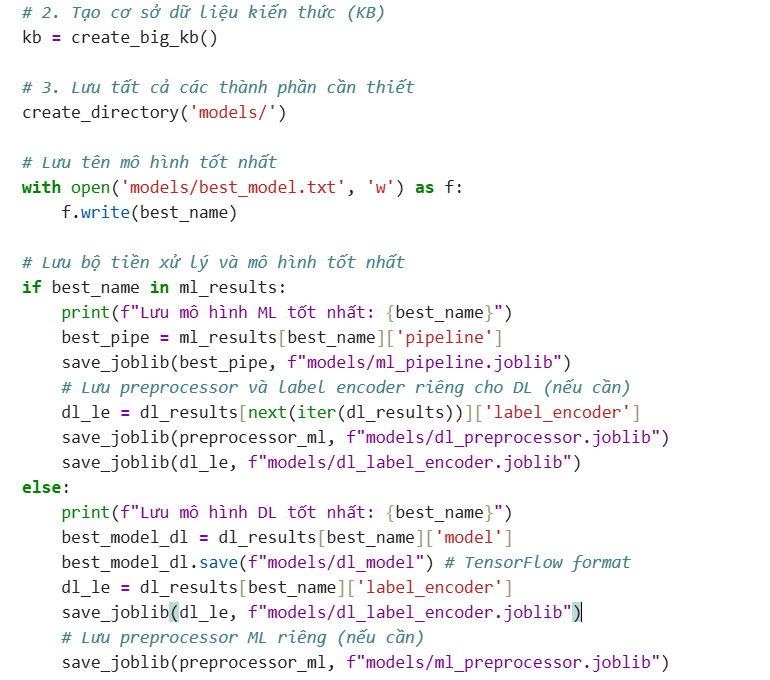 # 2. Tạo cơ sở dữ liệu kiến thức (KB)
kb = create_big_kb()
# 3. Lưu tất cả các thành phần cần thiết
create_directory('models/')
# Lưu tên mô hình tốt nhất
with open('models/best_model.txt', 'w') as f:
    f.write(best_name)
# Lưu bộ tiền xử lý và mô hình tốt nhất
if best_name in ml_results:
    print(f"Lưu mô hình ML tốt nhất: {best_name}")
    best_pipe = ml_results[best_name]['pipeline']
    save_joblib(best_pipe, f"models/ml_pipeline.joblib")
    # Lưu preprocessor và label encoder riêng cho DL (nếu cần)
    dl_le = dl_results[next(iter(dl_results))]['label_encoder']
    save_joblib(preprocessor_ml, f"models/dl_preprocessor.joblib")
    save_joblib(dl_le, f"models/dl_label_encoder.joblib")
else:
    print(f"Lưu mô hình DL tốt nhất: {best_name}")
    best_model_dl = dl_results[best_name]['model']
    best_model_dl.save(f"models/dl_model") # TensorFlow format
    dl_le = dl_results[best_name]['label_encoder']
    save_joblib(dl_le, f"models/dl_label_encoder.joblib")
    # Lưu preprocessor ML riêng (nếu cần)
    save_joblib(preprocessor_ml, f"models/ml_preprocessor.joblib")